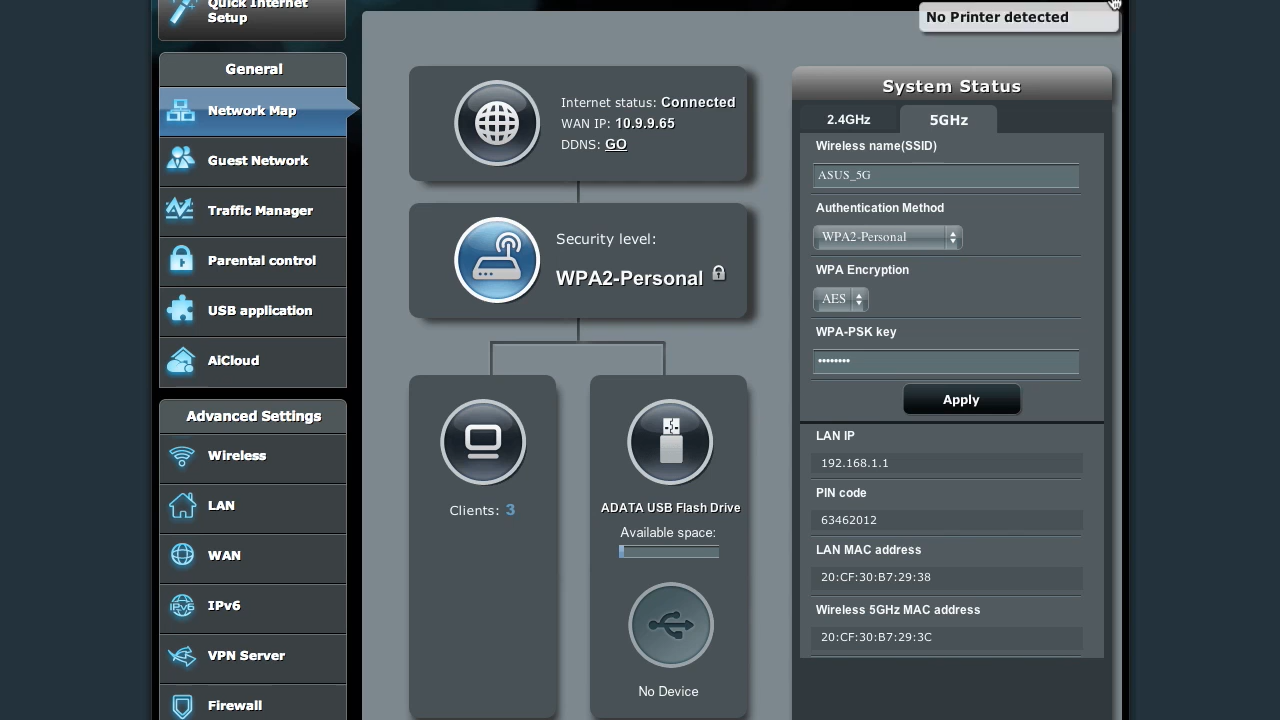 Quick Internet
Setup
General
Network Map
Guest Network
Traffic Manager
Parental control
USB application
AiCloud
Advanced Settings
Wireless
LAN
WAN
IPv6
IPv6
VPN Server
Firewall
No Printer detected
Internet status: Connected
WAN IP: 10.9.9.65
DDNS: GO
Security level:
WPA2-Personal
Clients: 3
ADATA USB Flash Drive
Available space:
No Device
System Status
2.4GHz
5GHz
Wireless name(SSID)
ASUS_5G
Authentication Method
WPA2-Personal
WPA Encryption
AES
WPA-PSK key
••••••••
Apply
LAN IP
192.168.1.1
PIN code
63462012
LAN MAC address
20:CF:30:B7:29:38
Wireless 5GHz MAC address
20:CF:30:B7:29:3C